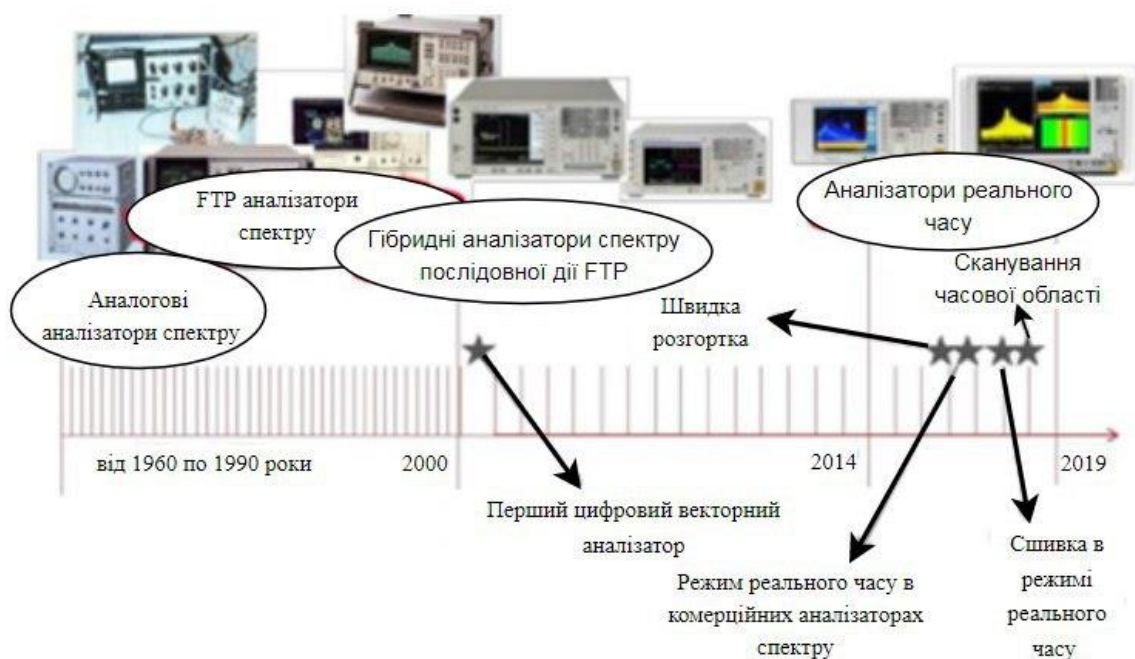 FTP аналізатори
спектру
Аналізатори реального
часу
Гібридні аналізатори спектру
послідовної дії FTP
Аналогові
аналізатори спектру
Сканування
часової області
Швидка
розгортка
від 1960 по 1990 роки
2000
2014
2019
Перший цифровий векторний
аналізатор
Режим реального часу в
комерційних аналізаторах
спектру
Сшивка в
режимі
реального
часу